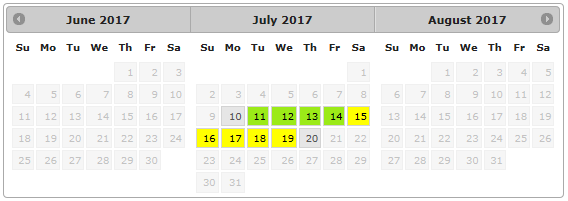 June 2017 July 2017 August 2017
Su Mo Tu We Th Fr Sa Su Mo Tu We Th Fr Sa Su Mo Tu We Th Fr Sa
1 2 3 1 1 2 3 4 5
4 5 6 7 8 9 10 2 3 4 5 6 7 8 6 7 8 9 10 11 12
11 12 13 14 15 16 17 9 10 11 12 13 14 15 13 14 15 16 17 18 19
18 19 20 21 22 23 24 16 17 18 19 20 21 22 20 21 22 23 24 25 26
25 26 27 28 29 30 23 24 25 26 27 28 29 27 28 29 30 31
30 31